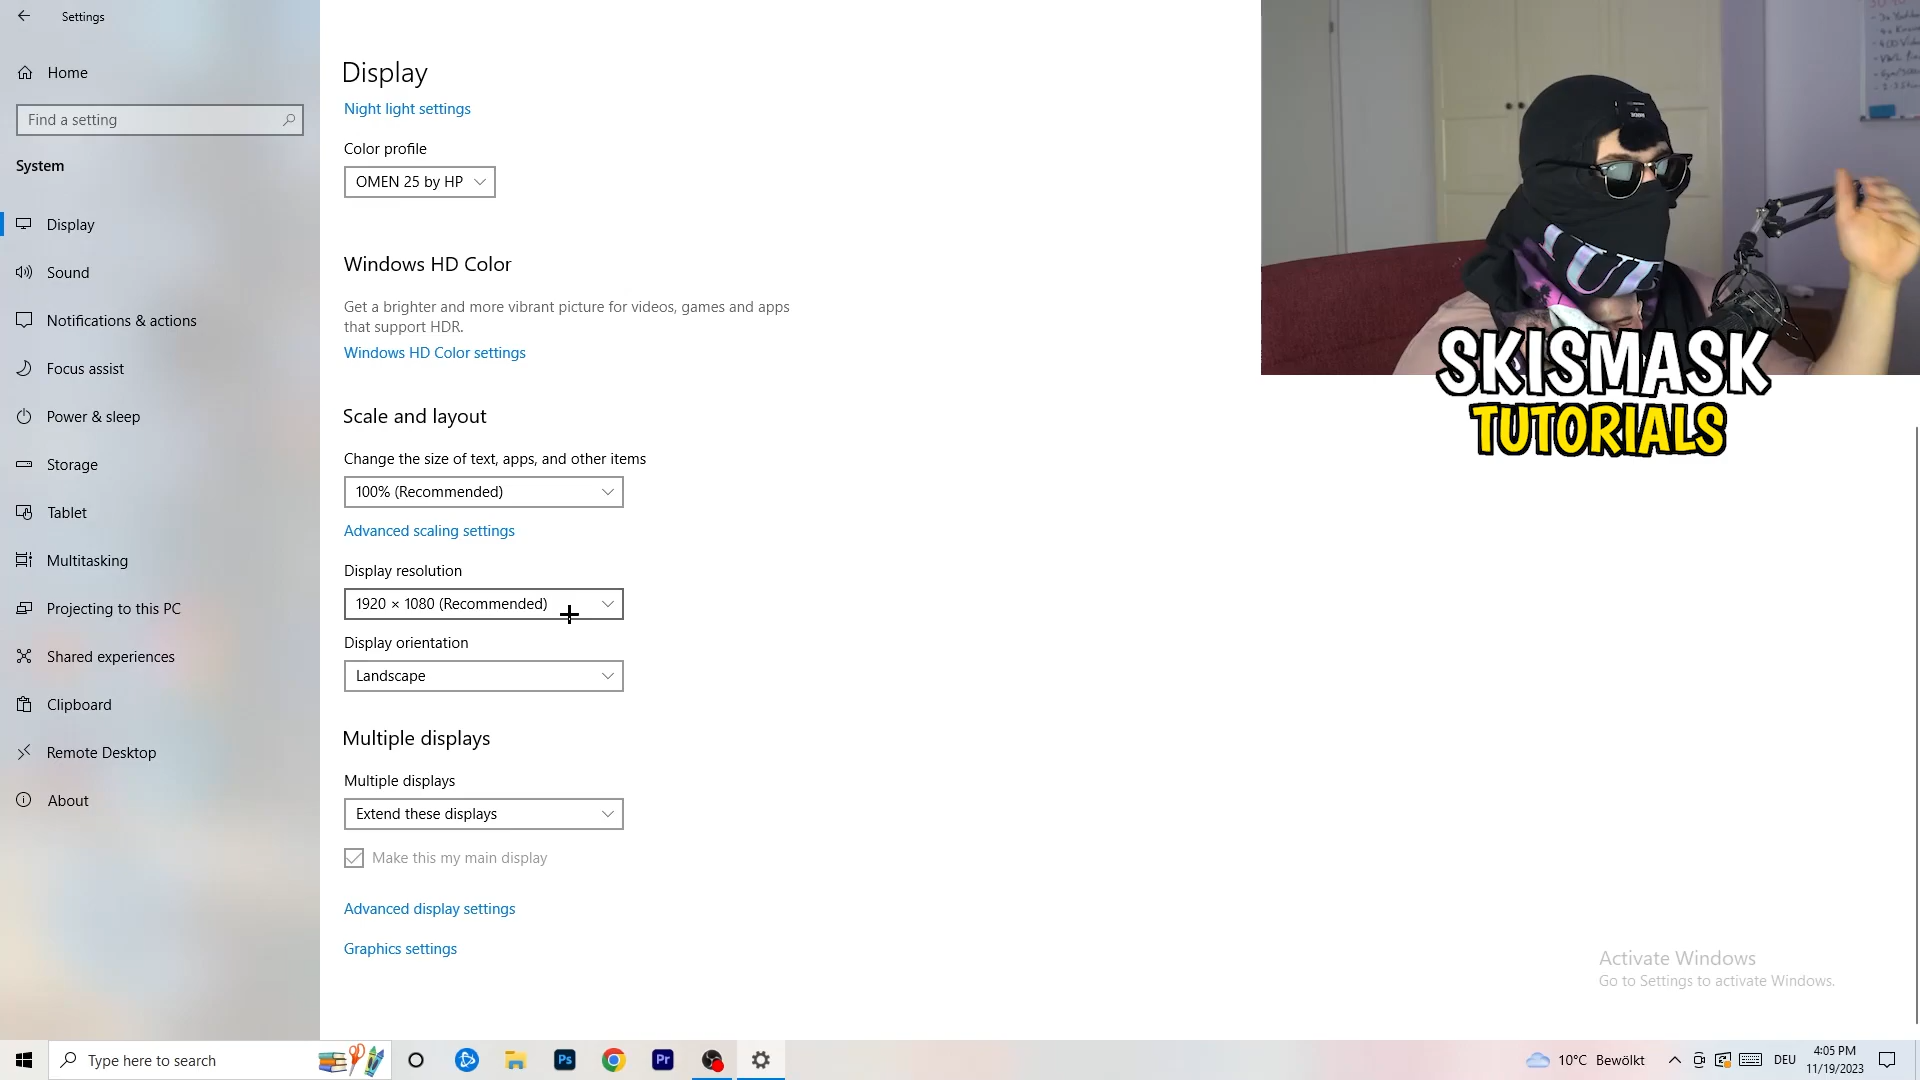 Settings
Home
Find a setting
System
Display
Sound
Notifications & actions
Focus assist
Power & sleep
Storage
Tablet
Multitasking
Projecting to this PC
Shared experiences
Clipboard
Remote Desktop
About
Display
Night light settings
Color profile
OMEN 25 by HP
Windows HD Color
Get a brighter and more vibrant picture for videos, games and apps
that support HDR.
Windows HD Color settings
Scale and layout
Change the size of text, apps, and other items
100% (Recommended)
Advanced scaling settings
Display resolution
1920 × 1080 (Recommended)
Display orientation
Landscape
Multiple displays
Multiple displays
Extend these displays
Make this my main display
Advanced display settings
Graphics settings
SKISMASK
TUTORIALS
Activate Windows
Go to Settings to activate Windows.
Type here to search
Ps
Pr
10°C Bewölkt
DEU
4:05 PM
11/19/2023